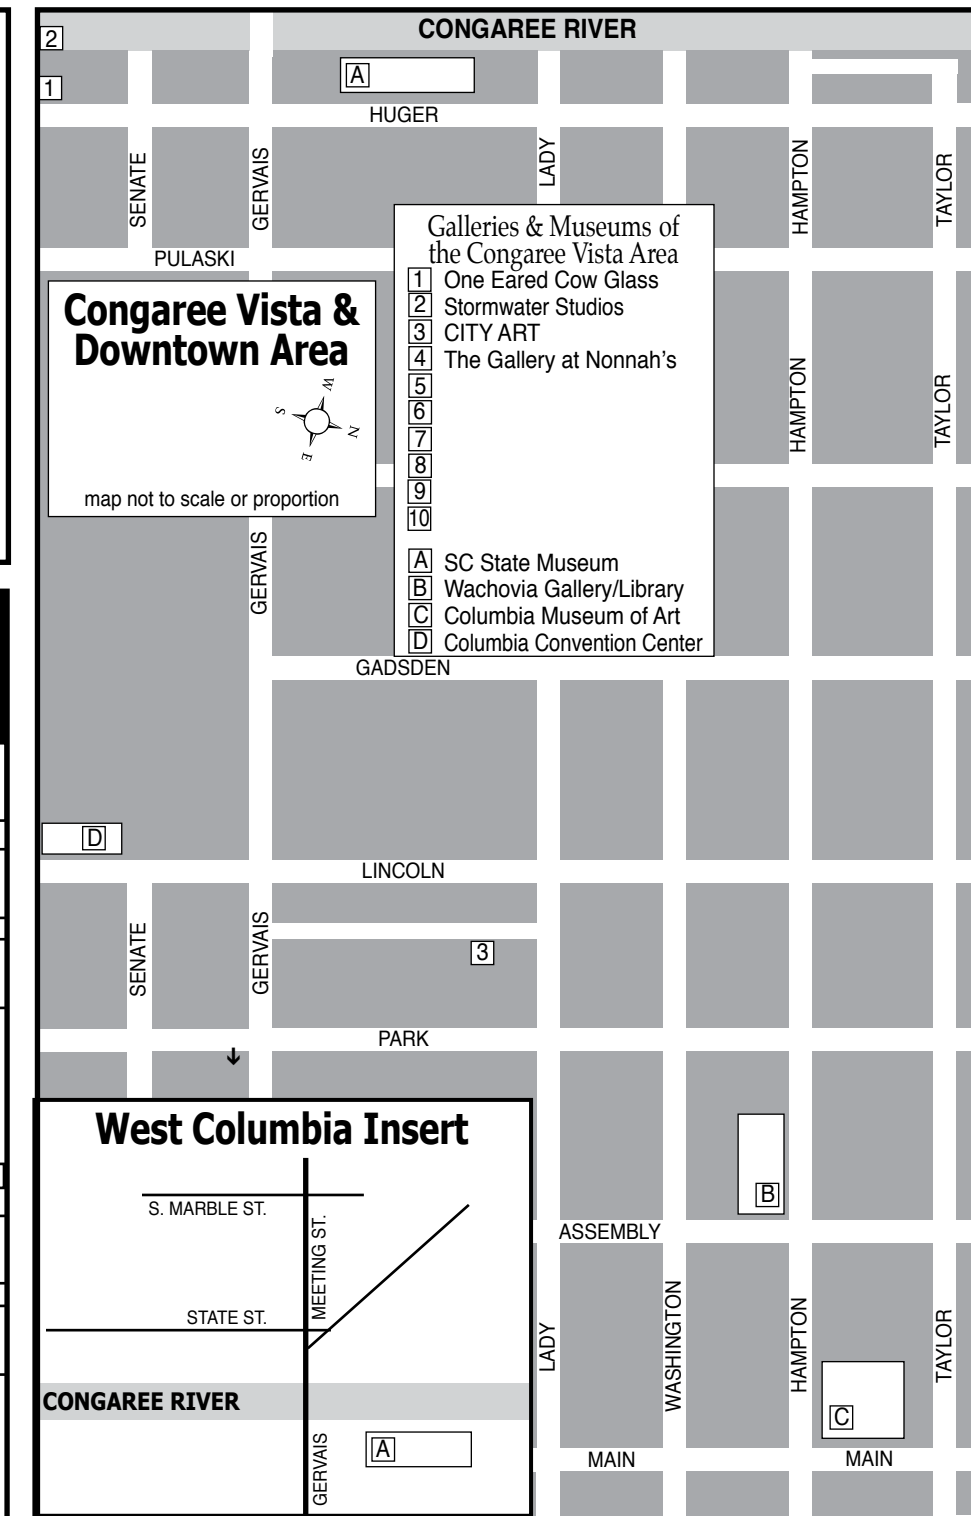 CONGAREE RIVER
2
1
A
HUGER
SENATE
GERVAIS
LADY
HAMPTON
TAYLOR
PULASKI
Galleries & Museums of
the Congaree Vista Area
1 One Eared Cow Glass
2 Stormwater Studios
3 CITY ART
4 The Gallery at Nonnah's
5
6
7
8
9
10
A SC State Museum
B Wachovia Gallery/Library
C Columbia Museum of Art
D Columbia Convention Center
Congaree Vista &
Downtown Area
W
S
N
E
map not to scale or proportion
HAMPTON
TAYLOR
GERVAIS
GADSDEN
D
LINCOLN
SENATE
GERVAIS
3
PARK
West Columbia Insert
S. MARBLE ST.
MEETING ST.
STATE ST.
CONGAREE RIVER
GERVAIS
A
B
ASSEMBLY
LADY
WASHINGTON
HAMPTON
TAYLOR
C
MAIN
MAIN